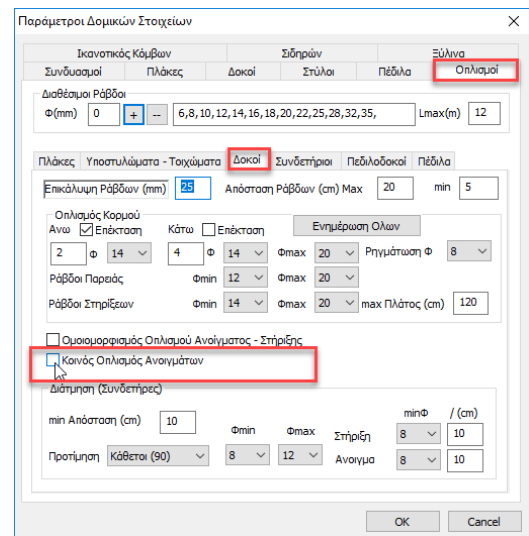 Παράμετροι Δομικών Στοιχείων
Ικανοτικός Κόμβων Σιδηρών Ξύλινα
Συνδυασμοί Πλάκες Δοκοί Στύλοι Πέδιλα Οπλισμοί
Διαθέσιμοι Ράβδοι
Φ(mm) 0 + -- 6,8,10,12,14,16,18,20,22,25,28,32,35, Lmax(m) 12
Πλάκες Υποστυλώματα - Τοιχώματα Δοκοί Συνδετήριοι Πεδιλοδοκοί Πέδιλα
Επικάλυψη Ράβδων (mm) 25 Απόσταση Ράβδων (cm) Max 20 min 5
Οπλισμός Κορμού
Ανω Επέκταση Κάτω Επέκταση Ενημέρωση Ολων
2 Φ 14 4 Φ 14 Φmax 20 Ρηγμάτωση Φ 8
Ράβδοι Παρειάς Φmin 12 Φmax 20
Ράβδοι Στηρίξεων Φmin 14 Φmax 20 max Πλάτος (cm) 120
Ομοιομορφισμός Οπλισμού Ανοίγματος - Στήριξης
Κοινός Οπλισμός Ανοιγμάτων
Διάτμηση (Συνδετήρες)
min Απόσταση (cm) 10 Φmin Φmax minΦ / (cm)
Στήριξη 8 10
Προτίμηση Κάθετοι (90) 8 12 Ανοιγμα 8 10
OK Cancel